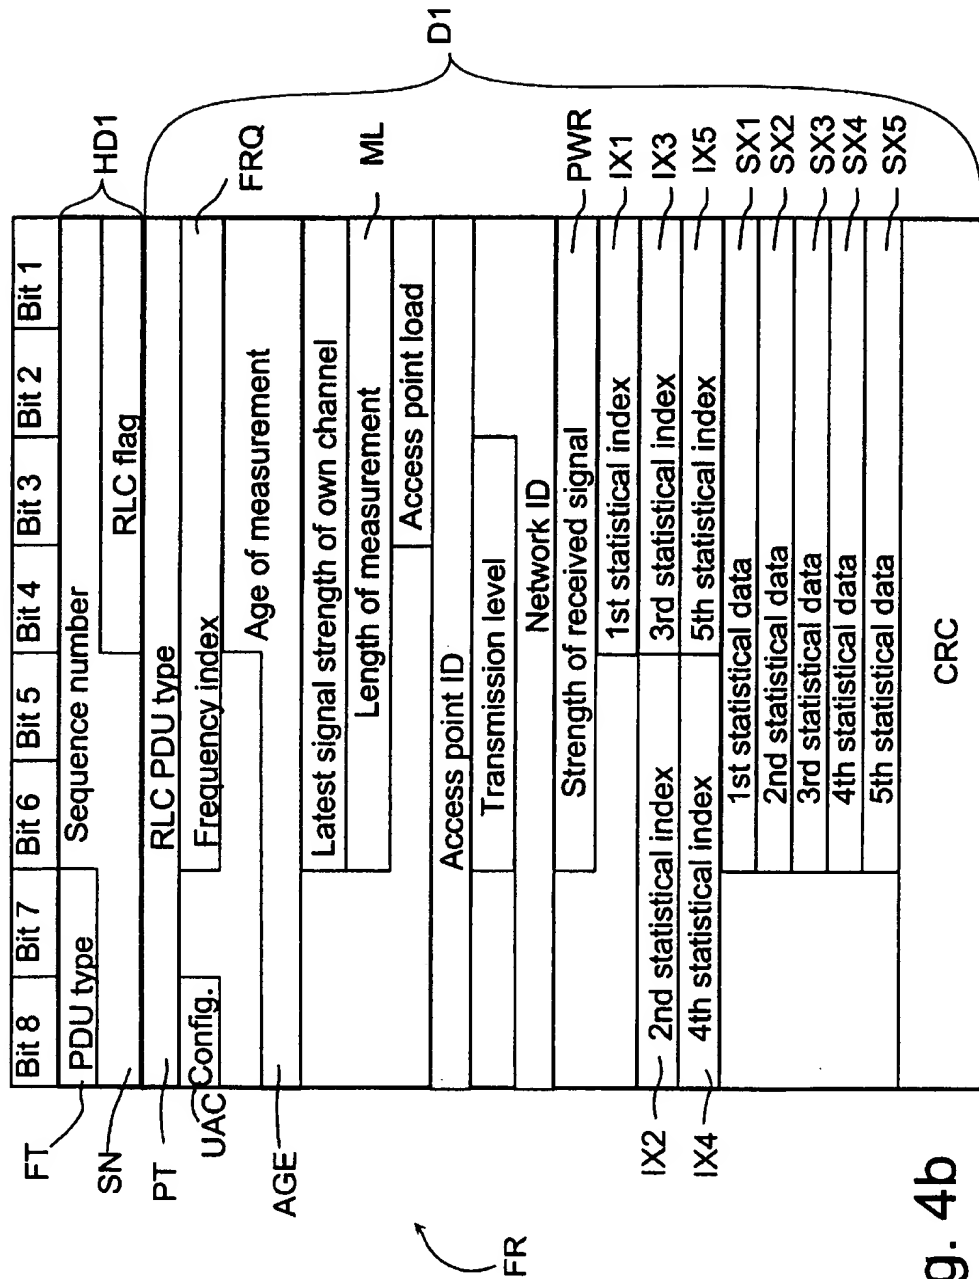 Bit 8 Bit 7 Bit 6 Bit 5 Bit 4 Bit 3 Bit 2 Bit 1
FT
PDU type
Sequence number
HD1
SN
RLC flag
PT
RLC PDU type
D1
UAC
Config.
Frequency index
FRQ
AGE
Age of measurement
Latest signal strength of own channel
Length of measurement
ML
Access point load
Access point ID
Transmission level
Network ID
Strength of received signal
PWR
1st statistical index
IX1
IX2
2nd statistical index
3rd statistical index
IX3
IX4
4th statistical index
5th statistical index
IX5
1st statistical data
SX1
2nd statistical data
SX2
3rd statistical data
SX3
4th statistical data
SX4
5th statistical data
SX5
CRC
FR
g. 4b